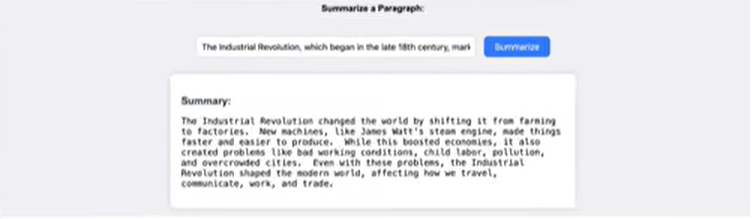 Summarize a Paragraph:
The Industrial Revolution, which began in the late 18th century, mark
Summarize
Summary:
The Industrial Revolution changed the world by shifting it from farming
to factories. New machines, like James Watt's steam engine, made things
faster and easier to produce. While this boosted economies, it also
created problems like bad working conditions, child labor, pollution,
and overcrowded cities. Even with these problems, the Industrial
Revolution shaped the modern world, affecting how we travel,
communicate, work, and trade.